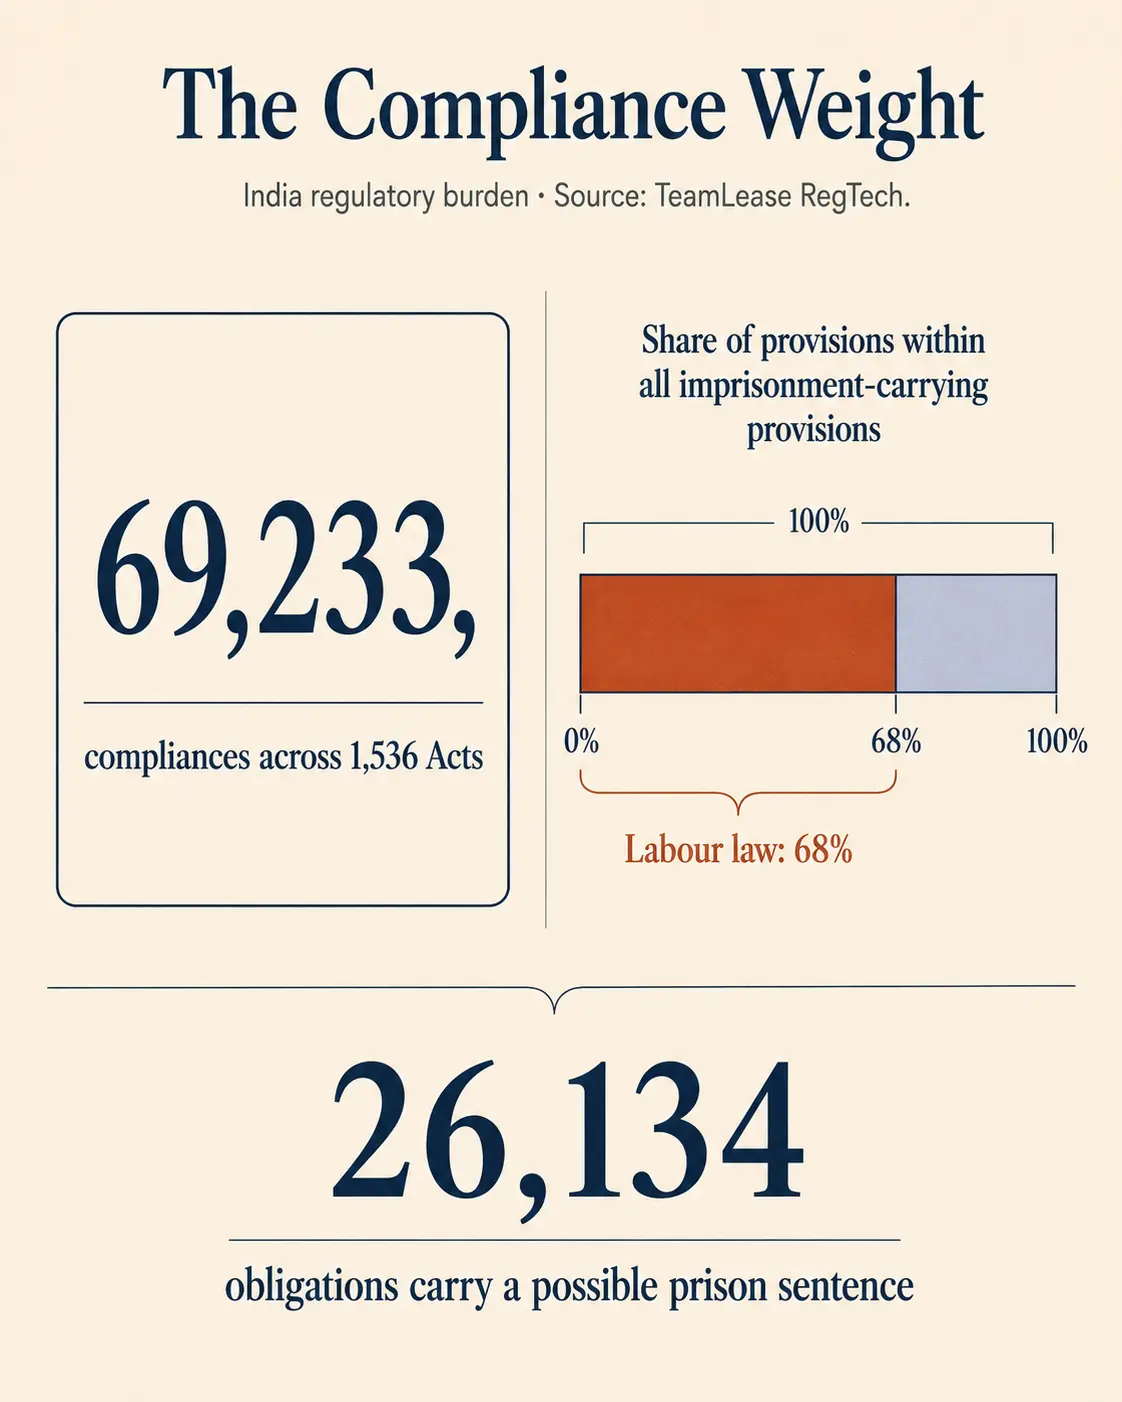 The Compliance Weight
India regulatory burden • Source: TeamLease RegTech.
69,233,
compliances across 1,536 Acts
Share of provisions within
all imprisonment-carrying
provisions
100%
0%
68%
100%
Labour law: 68%
26,134
obligations carry a possible prison sentence